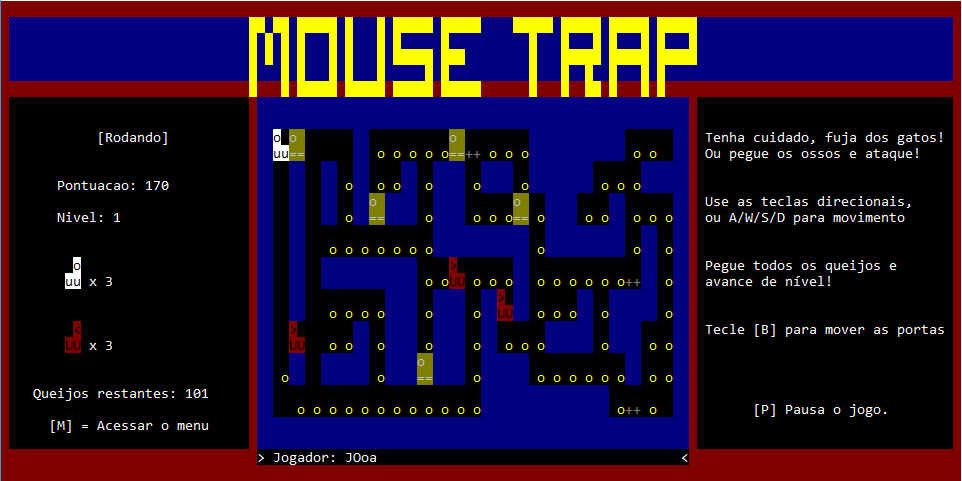 MOUSE TRAP
[Rodando]
Pontuacao: 170
Nivel: 1
x 3
x 3
Queijos restantes: 101
[M] = Acessar o menu
> Jogador: JOoa <
Tenha cuidado, fuja dos gatos!
Ou pegue os ossos e ataque!
Use as teclas direcionais,
ou A/W/S/D para movimento
Pegue todos os queijos e
avance de nível!
Tecle [B] para mover as portas
[P] Pausa o jogo.